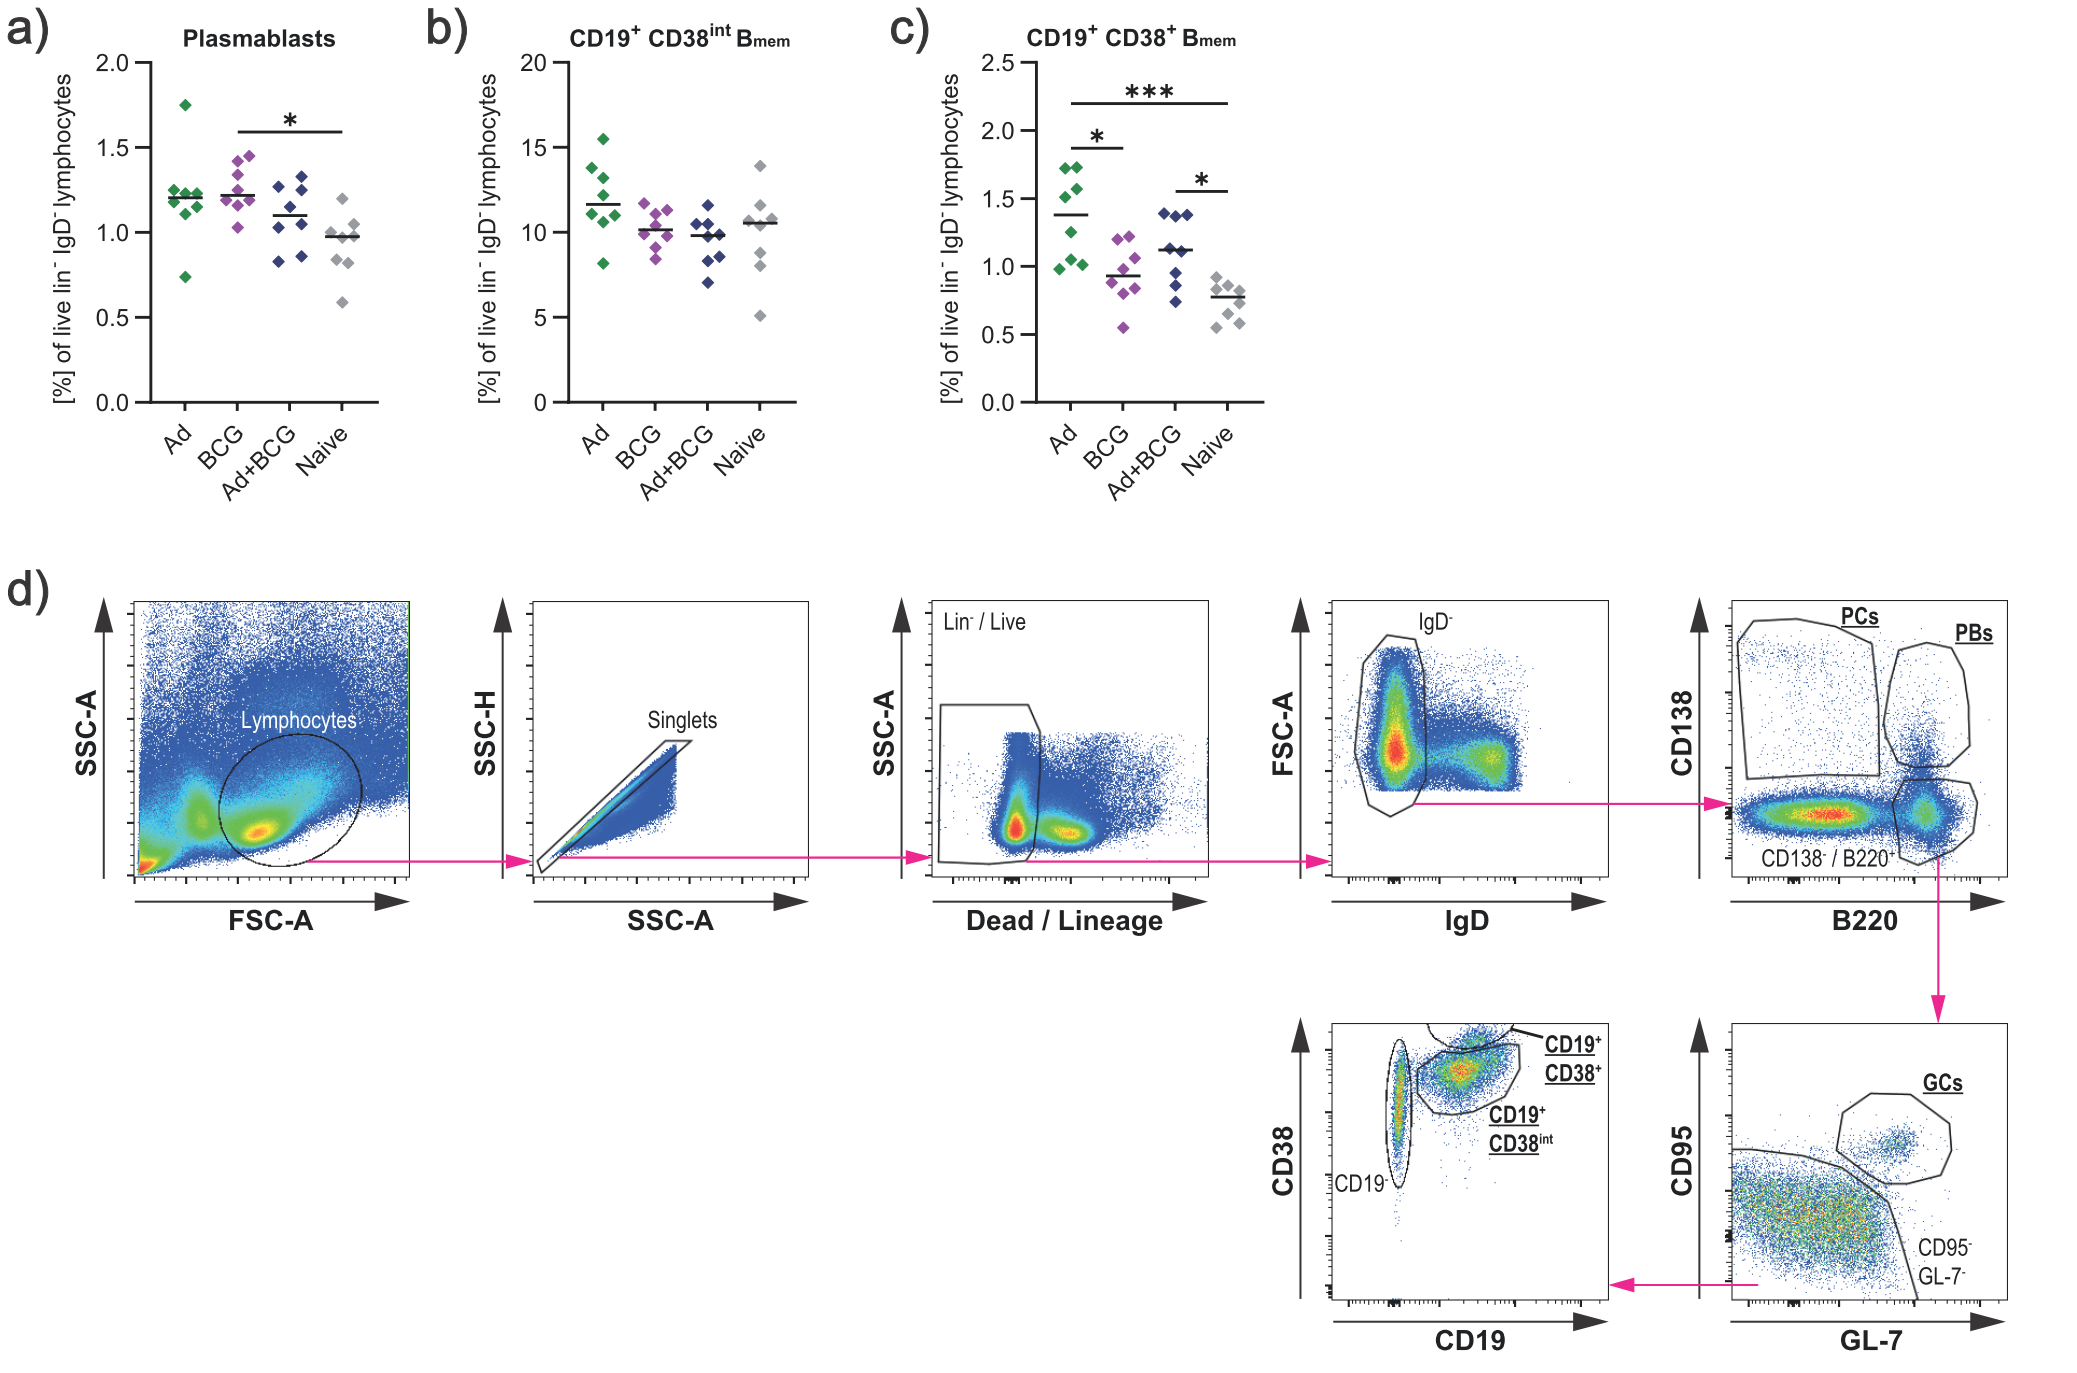 a)
Plasmablasts
[%] of live lin⁻ IgD⁻ lymphocytes
2.0
1.5
1.0
0.5
0.0
*
Ad
BCG
Ad+BCG
Naive
b)
CD19⁺ CD38ⁱⁿᵗ Bmem
[%] of live lin⁻ IgD⁻ lymphocytes
20
15
10
5
0
Ad
BCG
Ad+BCG
Naive
c)
CD19⁺ CD38⁺ Bmem
[%] of live lin⁻ IgD⁻ lymphocytes
2.5
2.0
1.5
1.0
0.5
0.0
***
*
*
Ad
BCG
Ad+BCG
Naive
d)
SSC-A
Lymphocytes
FSC-A
SSC-H
Singlets
SSC-A
SSC-A
Lin⁻ / Live
Dead / Lineage
FSC-A
IgD⁻
IgD
CD138
PCs
PBs
CD138⁻ / B220⁺
B220
CD38
CD19⁺
CD38⁺
CD19⁺
CD38ⁱⁿᵗ
CD19⁻
CD19
CD95
GCs
CD95⁻
GL-7⁻
GL-7